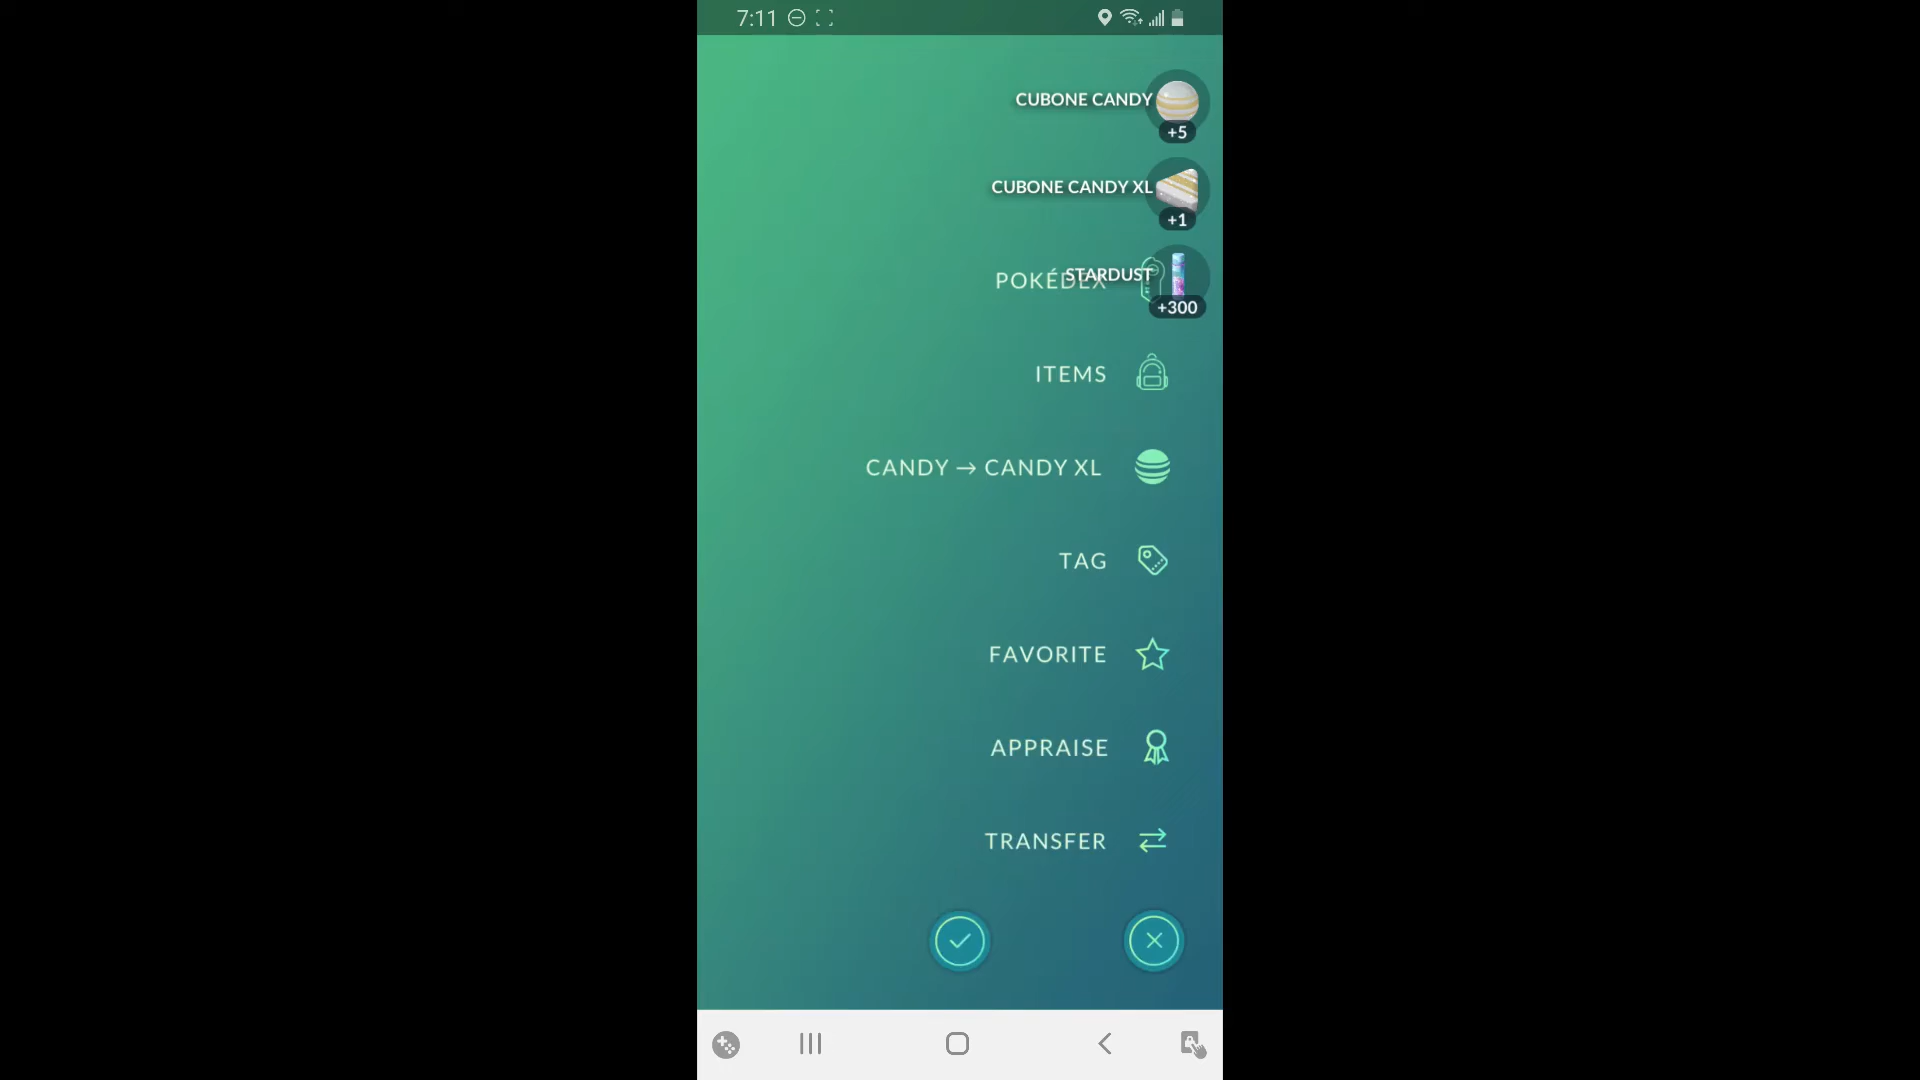 7:11
CUBONE CANDY
+5
CUBONE CANDY XL
+1
STARDUST
POKÉDEX
+300
ITEMS
CANDY → CANDY XL
TAG
FAVORITE
APPRAISE
TRANSFER